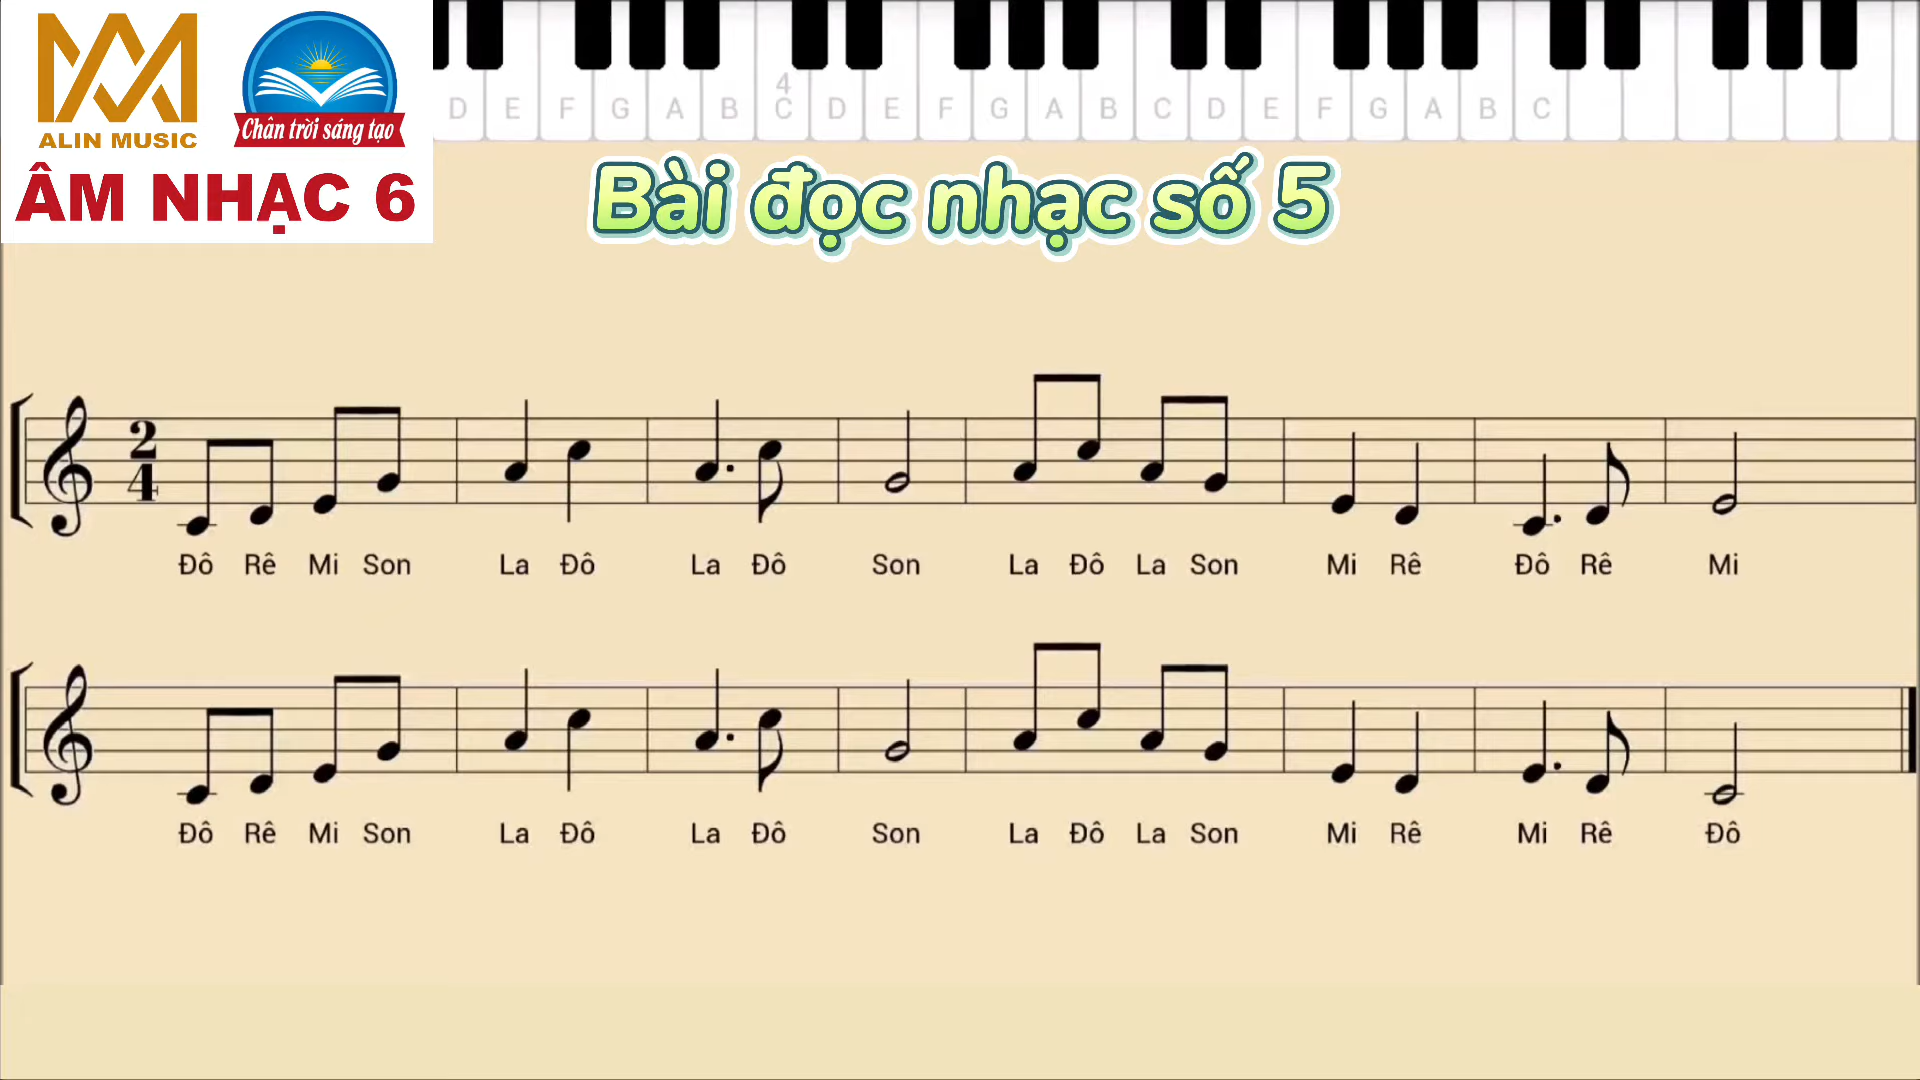 ALIN MUSIC
Chân trời sáng tạo
ÂM NHẠC 6
4
D E F G A B C D E F G A B C D E F G A B C
Bài đọc nhạc số 5
2
4
Đô Rê Mi Son La Đô La Đô Son La Đô La Son Mi Rê Đô Rê Mi
Đô Rê Mi Son La Đô La Đô Son La Đô La Son Mi Rê Mi Rê Đô